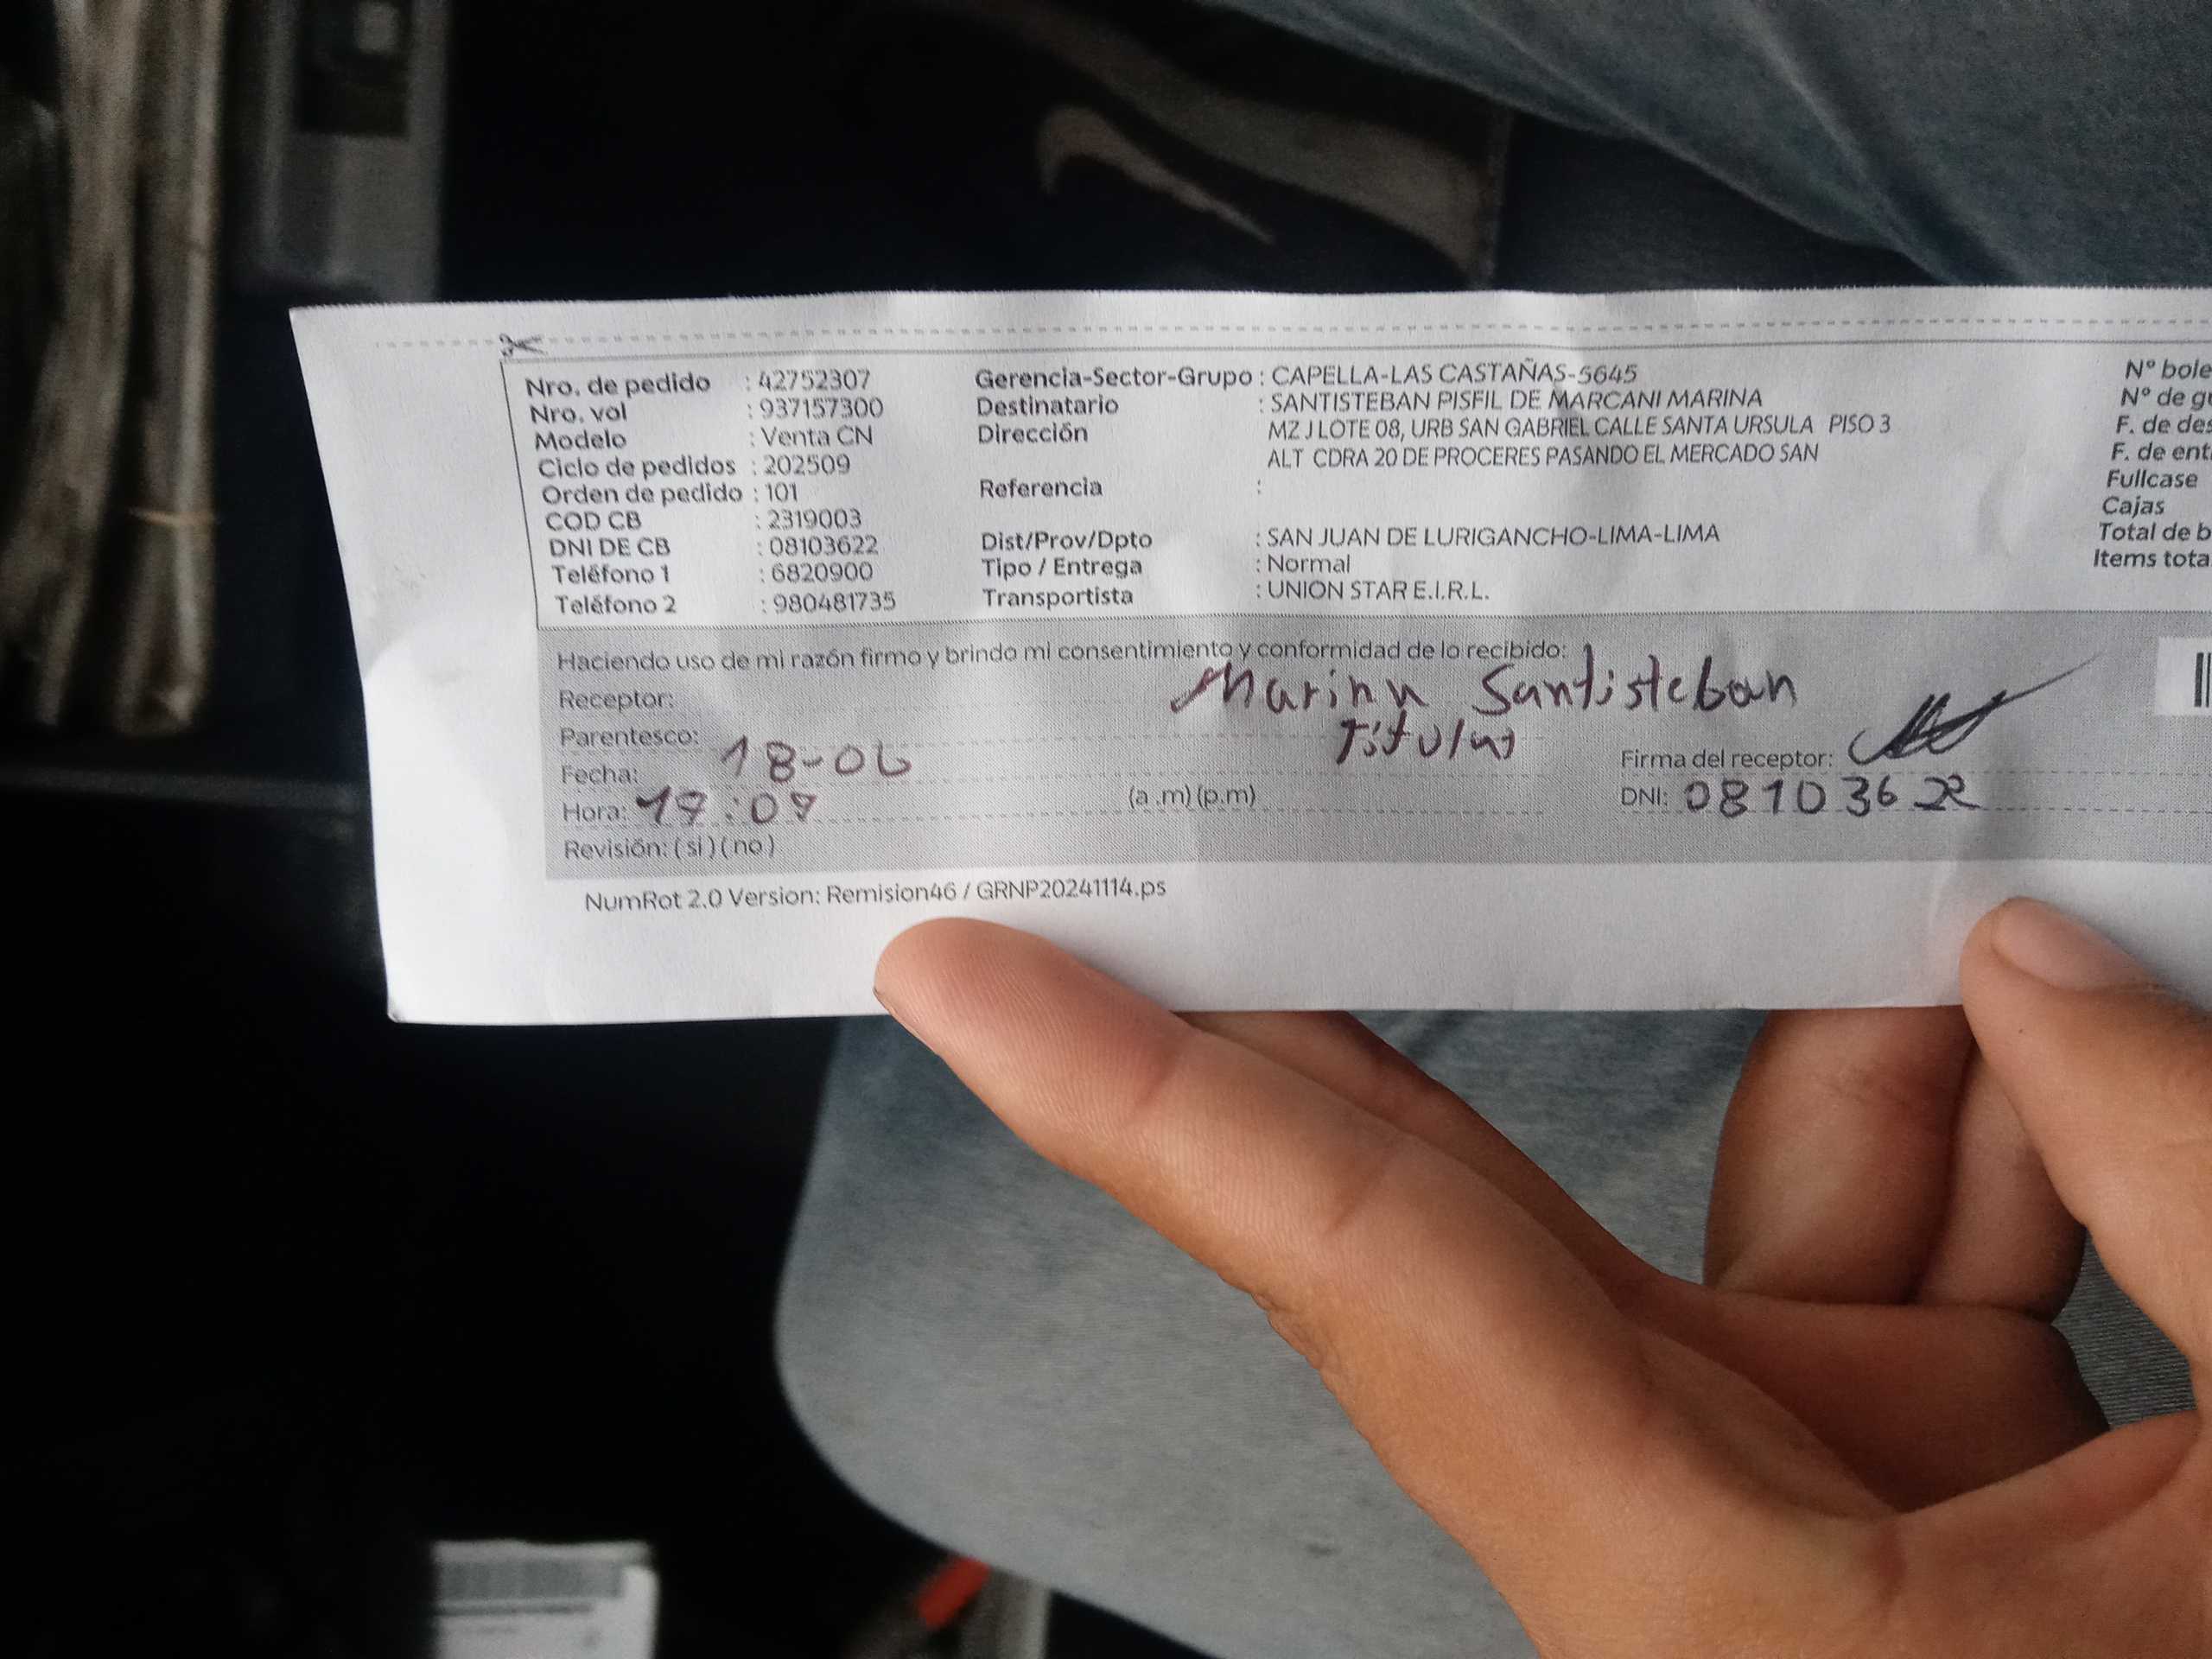 Nro. de pedido : 42752307
Nro. vol : 937157300
Modelo : Venta CN
Ciclo de pedidos : 202509
Orden de pedido : 101
COD CB : 2319003
DNI DE CB : 08103622
Teléfono 1 : 6820900
Teléfono 2 : 980481735
Gerencia-Sector-Grupo : CAPELLA-LAS CASTAÑAS-5645
Destinatario : SANTISTEBAN PISFIL DE MARCANI MARINA
Dirección MZ J LOTE 08, URB SAN GABRIEL CALLE SANTA URSULA PISO 3
ALT CDRA 20 DE PROCERES PASANDO EL MERCADO SAN
Referencia :
Dist/Prov/Dpto : SAN JUAN DE LURIGANCHO-LIMA-LIMA
Tipo / Entrega : Normal
Transportista : UNION STAR E.I.R.L.
N° bole
N° de gu
F. de des
F. de ent
Fullcase
Cajas
Total de b
Items tota
Haciendo uso de mi razón firmo y brindo mi consentimiento y conformidad de lo recibido:
Receptor: Marina Santisteban
Parentesco: Titular
Fecha: 18-06
Hora: (a .m) (p.m)
Revisión: ( si ) ( no )
Firma del receptor:
DNI: 08103622
NumRot 2.0 Version: Remision46 / GRNP20241114.ps